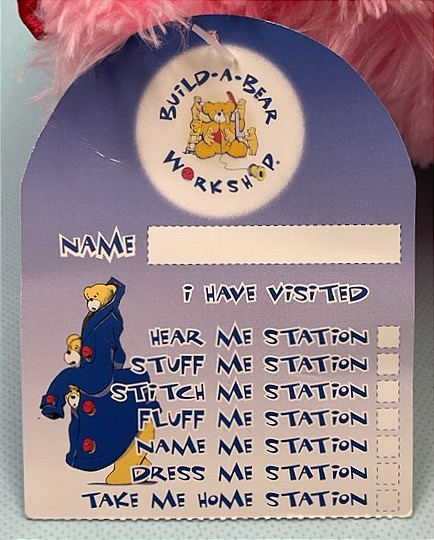 BUiLD-A-BEAR
WORKSHOP.
NAME
i HAVE ViSiTED
HEAR ME STATiON
STUFF ME STATiON
STiTCH ME STATiON
FLUFF ME STATiON
NAME ME STATiON
DRESS ME STATiON
TAKE ME HOME STATiON